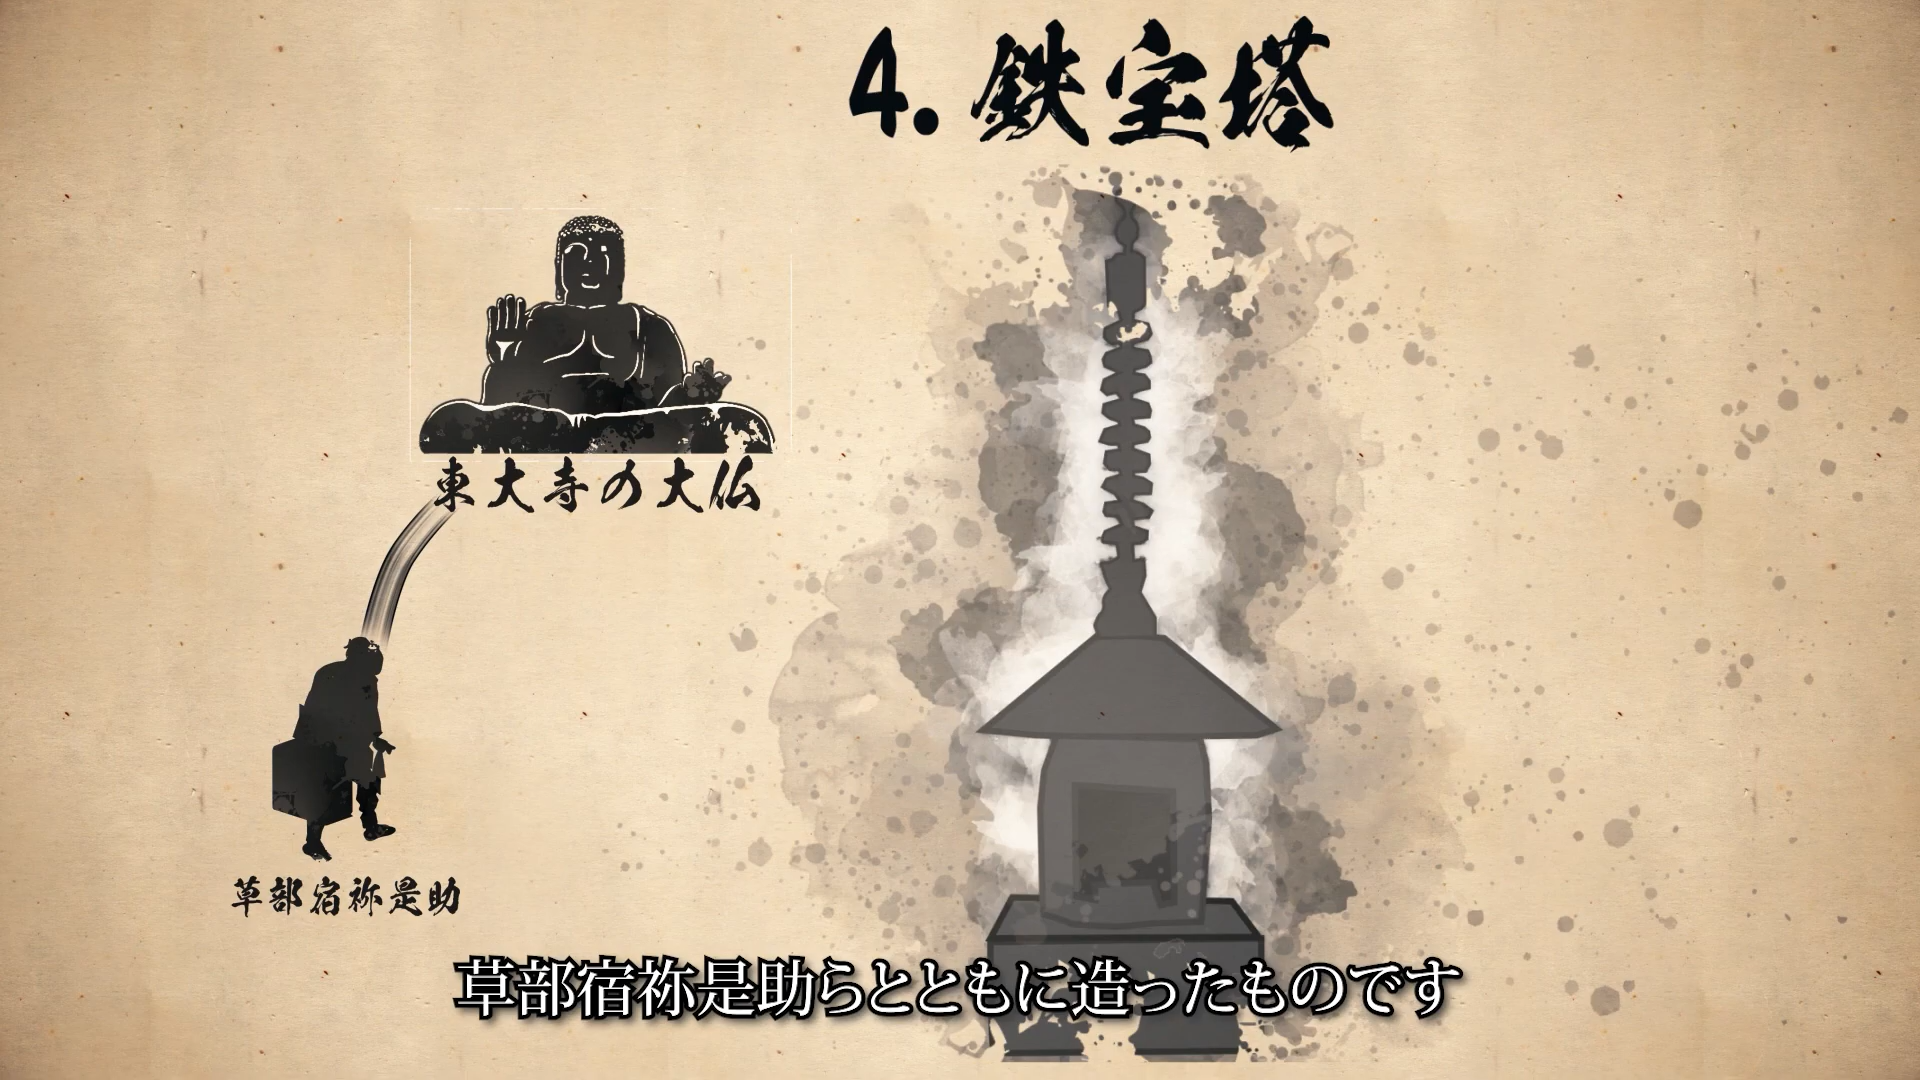 4.鉄宝塔
東大寺の大仏
草部宿祢是助
草部宿祢是助らとともに造ったものです